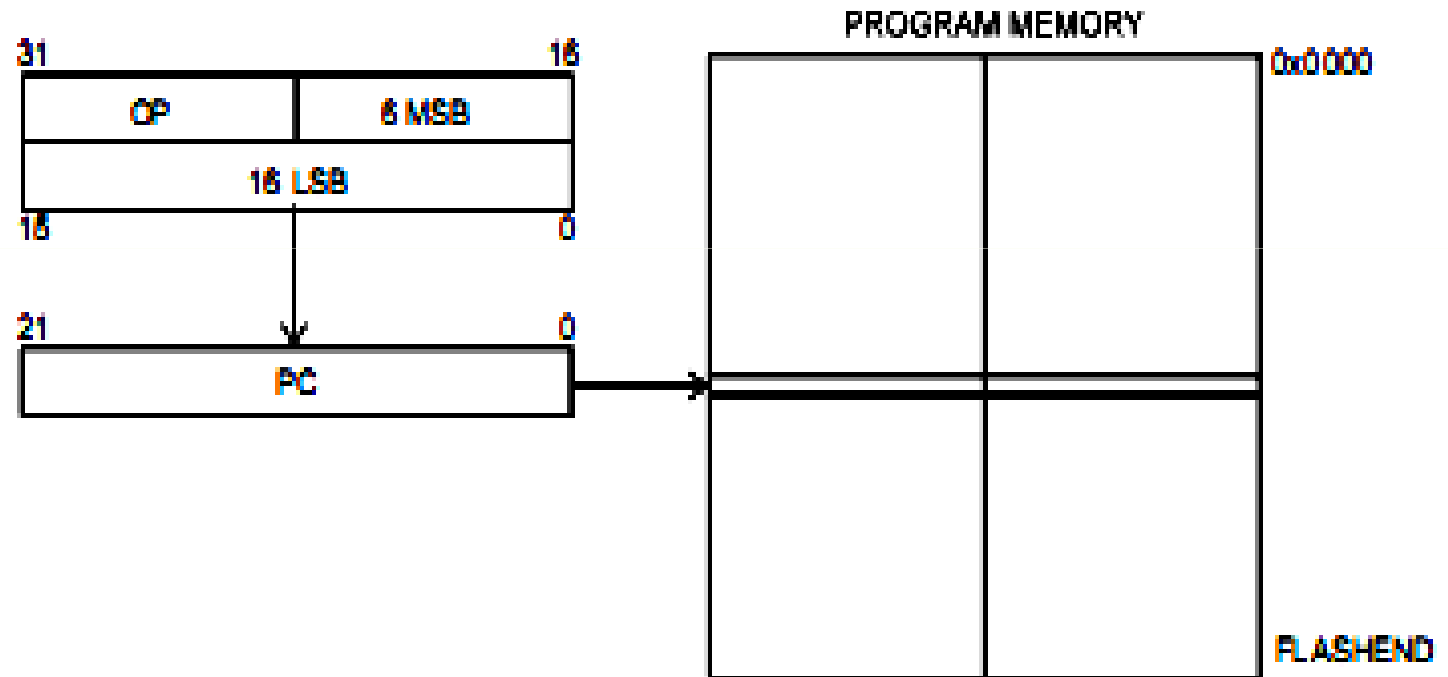 PROGRAM MEMORY
31 16
0x0000
OP 6 MSB
16 LSB
15 0
21 0
PC
FLASHEND